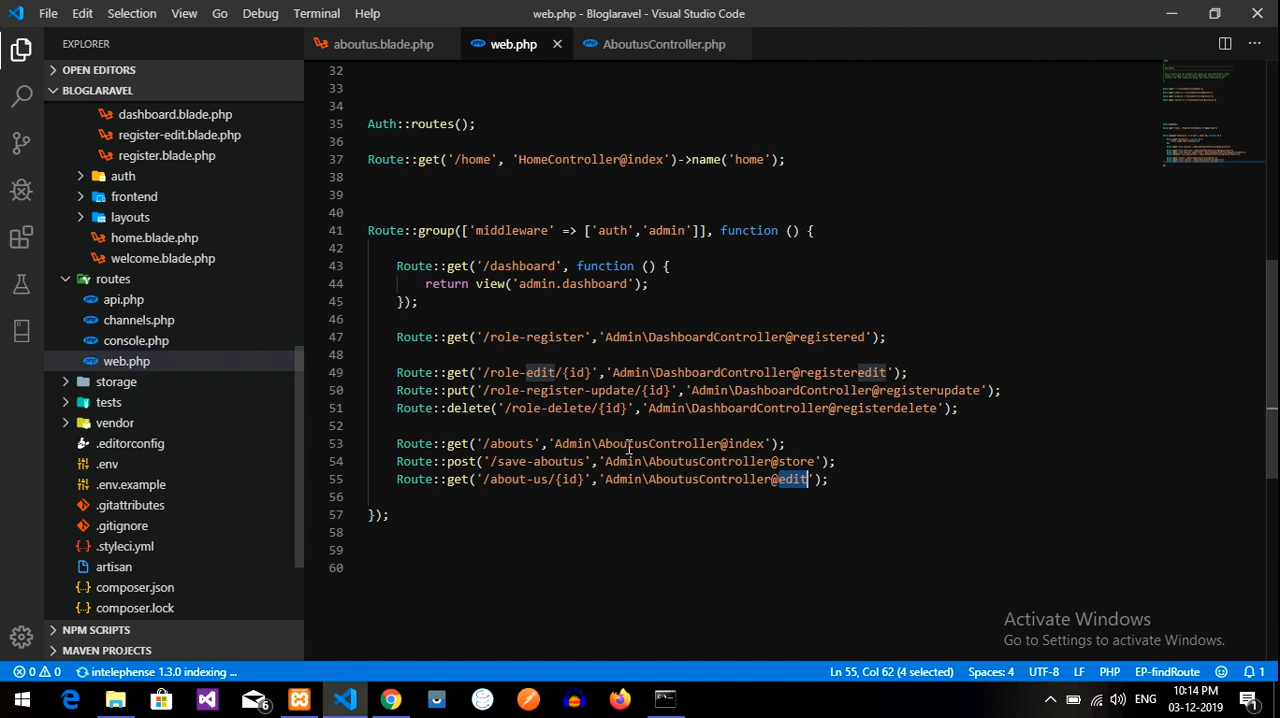 File Edit Selection View Go Debug Terminal Help web.php - Bloglaravel - Visual Studio Code
EXPLORER
aboutus.blade.php web.php AboutusController.php
OPEN EDITORS
BLOGLARAVEL
dashboard.blade.php
register-edit.blade.php
register.blade.php
auth
frontend
layouts
home.blade.php
welcome.blade.php
routes
api.php
channels.php
console.php
web.php
storage
tests
vendor
.editorconfig
.env
.env.example
.gitattributes
.gitignore
.styleci.yml
artisan
composer.json
composer.lock
NPM SCRIPTS
MAVEN PROJECTS
32
33
34
35 Auth::routes();
36
37 Route::get('/home', 'HomeController@index')->name('home');
38
39
40
41 Route::group(['middleware' => ['auth','admin']], function () {
42
43 Route::get('/dashboard', function () {
44 return view('admin.dashboard');
45 });
46
47 Route::get('/role-register','Admin\DashboardController@registered');
48
49 Route::get('/role-edit/{id}','Admin\DashboardController@registeredit');
50 Route::put('/role-register-update/{id}','Admin\DashboardController@registerupdate');
51 Route::delete('/role-delete/{id}','Admin\DashboardController@registerdelete');
52
53 Route::get('/abouts','Admin\AboutusController@index');
54 Route::post('/save-aboutus','Admin\AboutusController@store');
55 Route::get('/about-us/{id}','Admin\AboutusController@edit');
56
57 });
58
59
60
Activate Windows
Go to Settings to activate Windows.
0 0 intelephense 1.3.0 indexing ... Ln 55, Col 62 (4 selected) Spaces: 4 UTF-8 LF PHP EP-findRoute 1
6 ENG 10:14 PM
03-12-2019 1